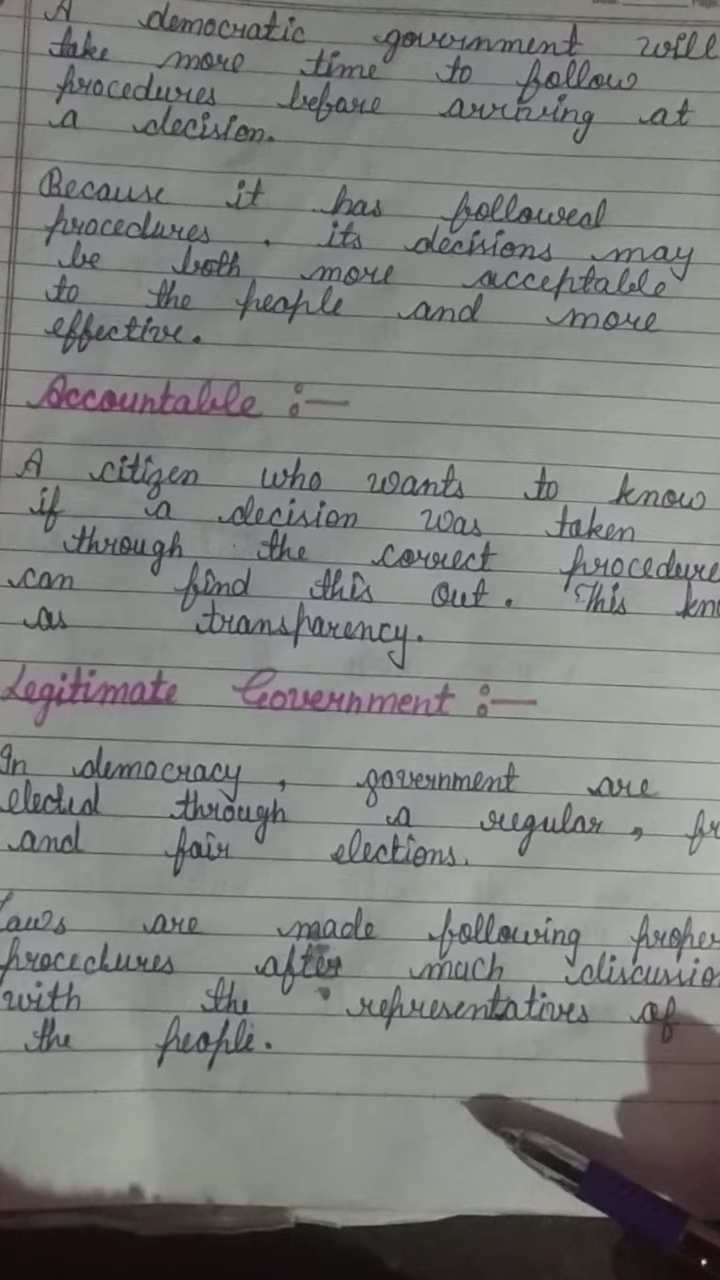 A democratic government will
take more time to follow
procedures before arriving at
a decision.
Because it has followed
procedures, its decisions may
be both more acceptable
to the people and more
effective.
Accountable :—
A citizen who wants to know
if a decision was taken
through the correct procedure
can find this out. This kn
as transparency.
Legitimate Government :—
In democracy, government are
elected through a regular, fr
and fair elections.
Laws are made following proper
procedures after much discussio
with the representatives of
the people.